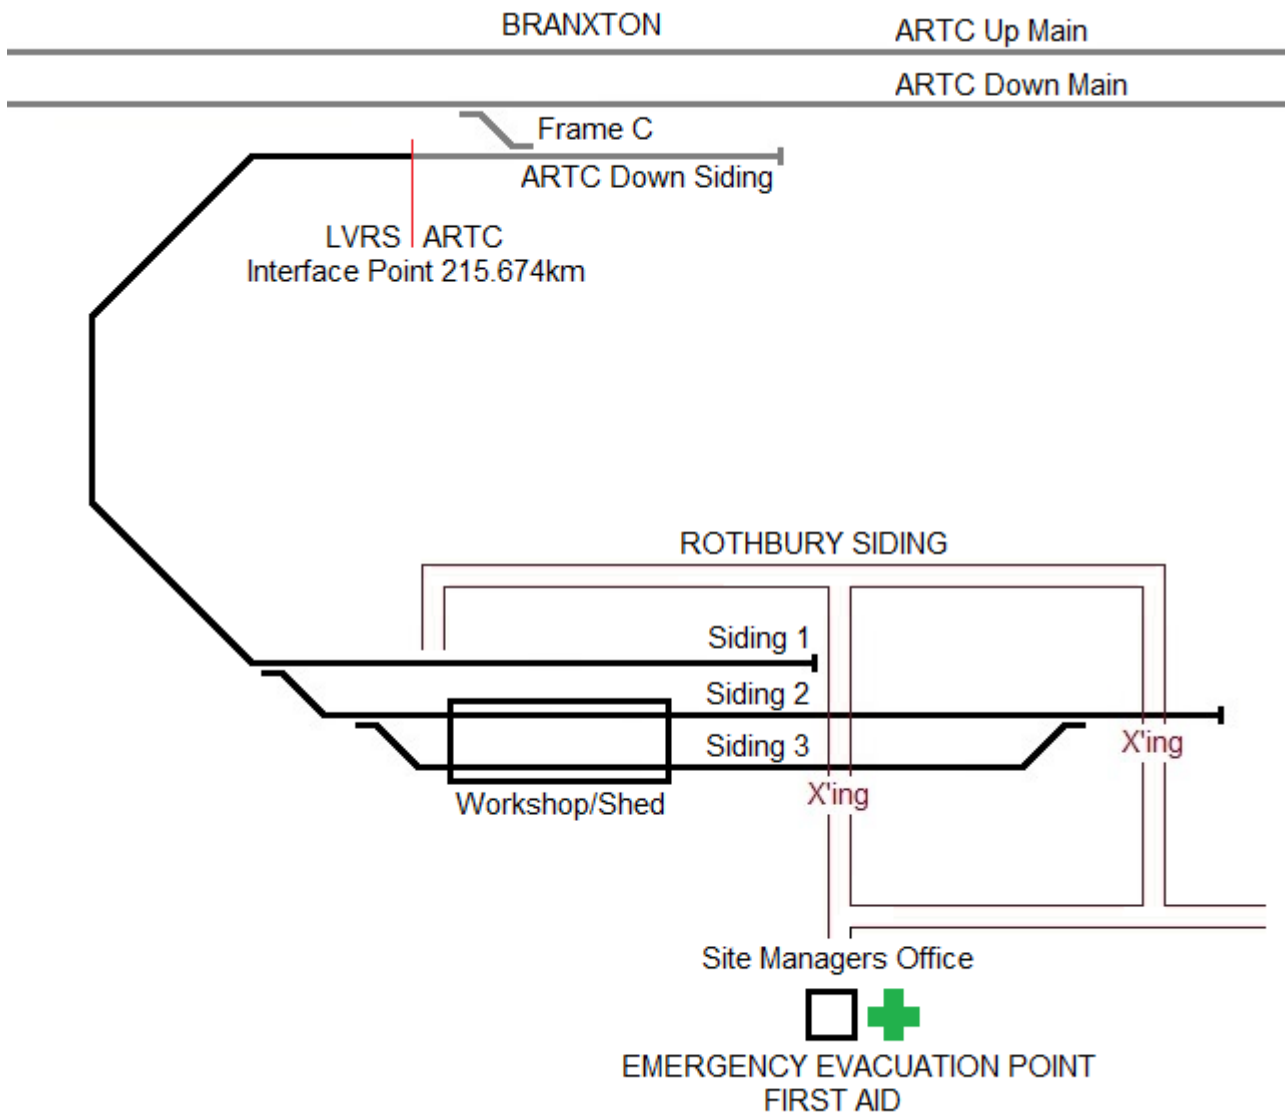 BRANXTON
ARTC Up Main
ARTC Down Main
Frame C
ARTC Down Siding
LVRS ARTC
Interface Point 215.674km
ROTHBURY SIDING
Siding 1
Siding 2
Siding 3
X'ing
Workshop/Shed
X'ing
Site Managers Office
EMERGENCY EVACUATION POINT
FIRST AID